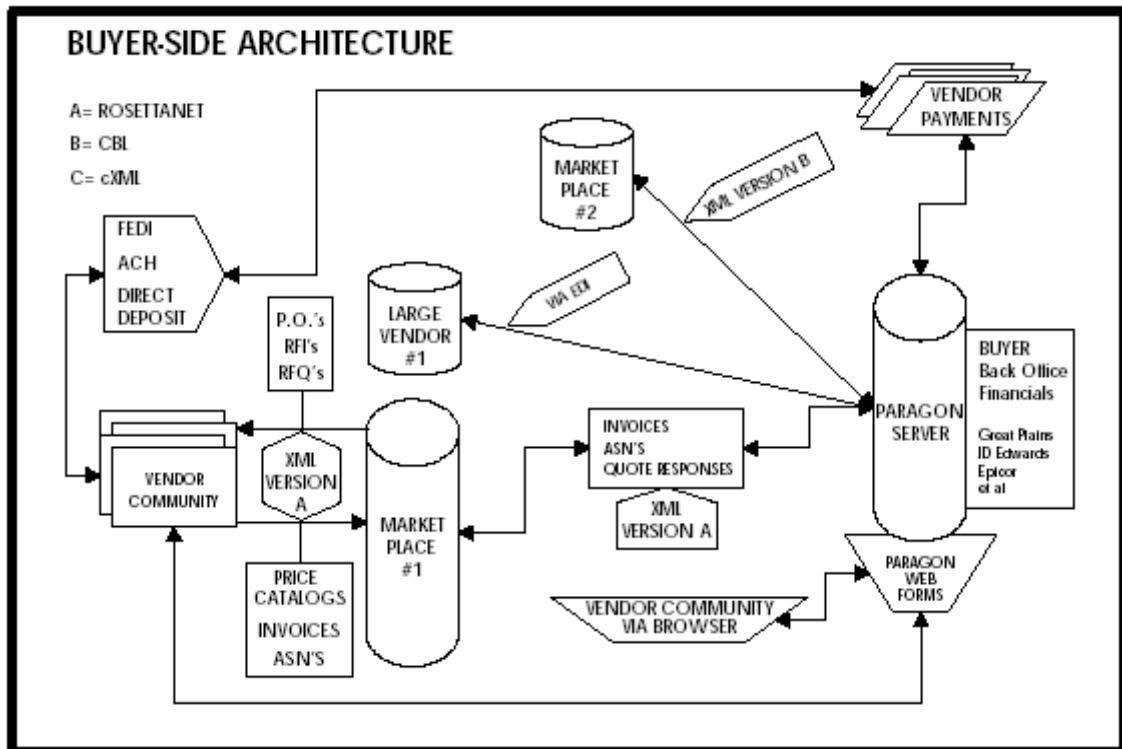 BUYER-SIDE ARCHITECTURE
A= ROSETTANET
B= CBL
C= cXML
VENDOR
PAYMENTS
MARKET
PLACE
#2
XML VERSION B
FEDI
ACH
DIRECT
DEPOSIT
P.O.'s
RFI's
RFQ's
LARGE
VENDOR
#1
VIA EDI
BUYER
Back Office
Financials
Great Plains
ID Edwards
Epicor
et al
PARAGON
SERVER
INVOICES
ASN'S
QUOTE RESPONSES
XML
VERSION A
VENDOR
COMMUNITY
XML
VERSION
A
MARKET
PLACE
#1
PRICE
CATALOGS
INVOICES
ASN'S
VENDOR COMMUNITY
VIA BROWSER
PARAGON
WEB
FORMS